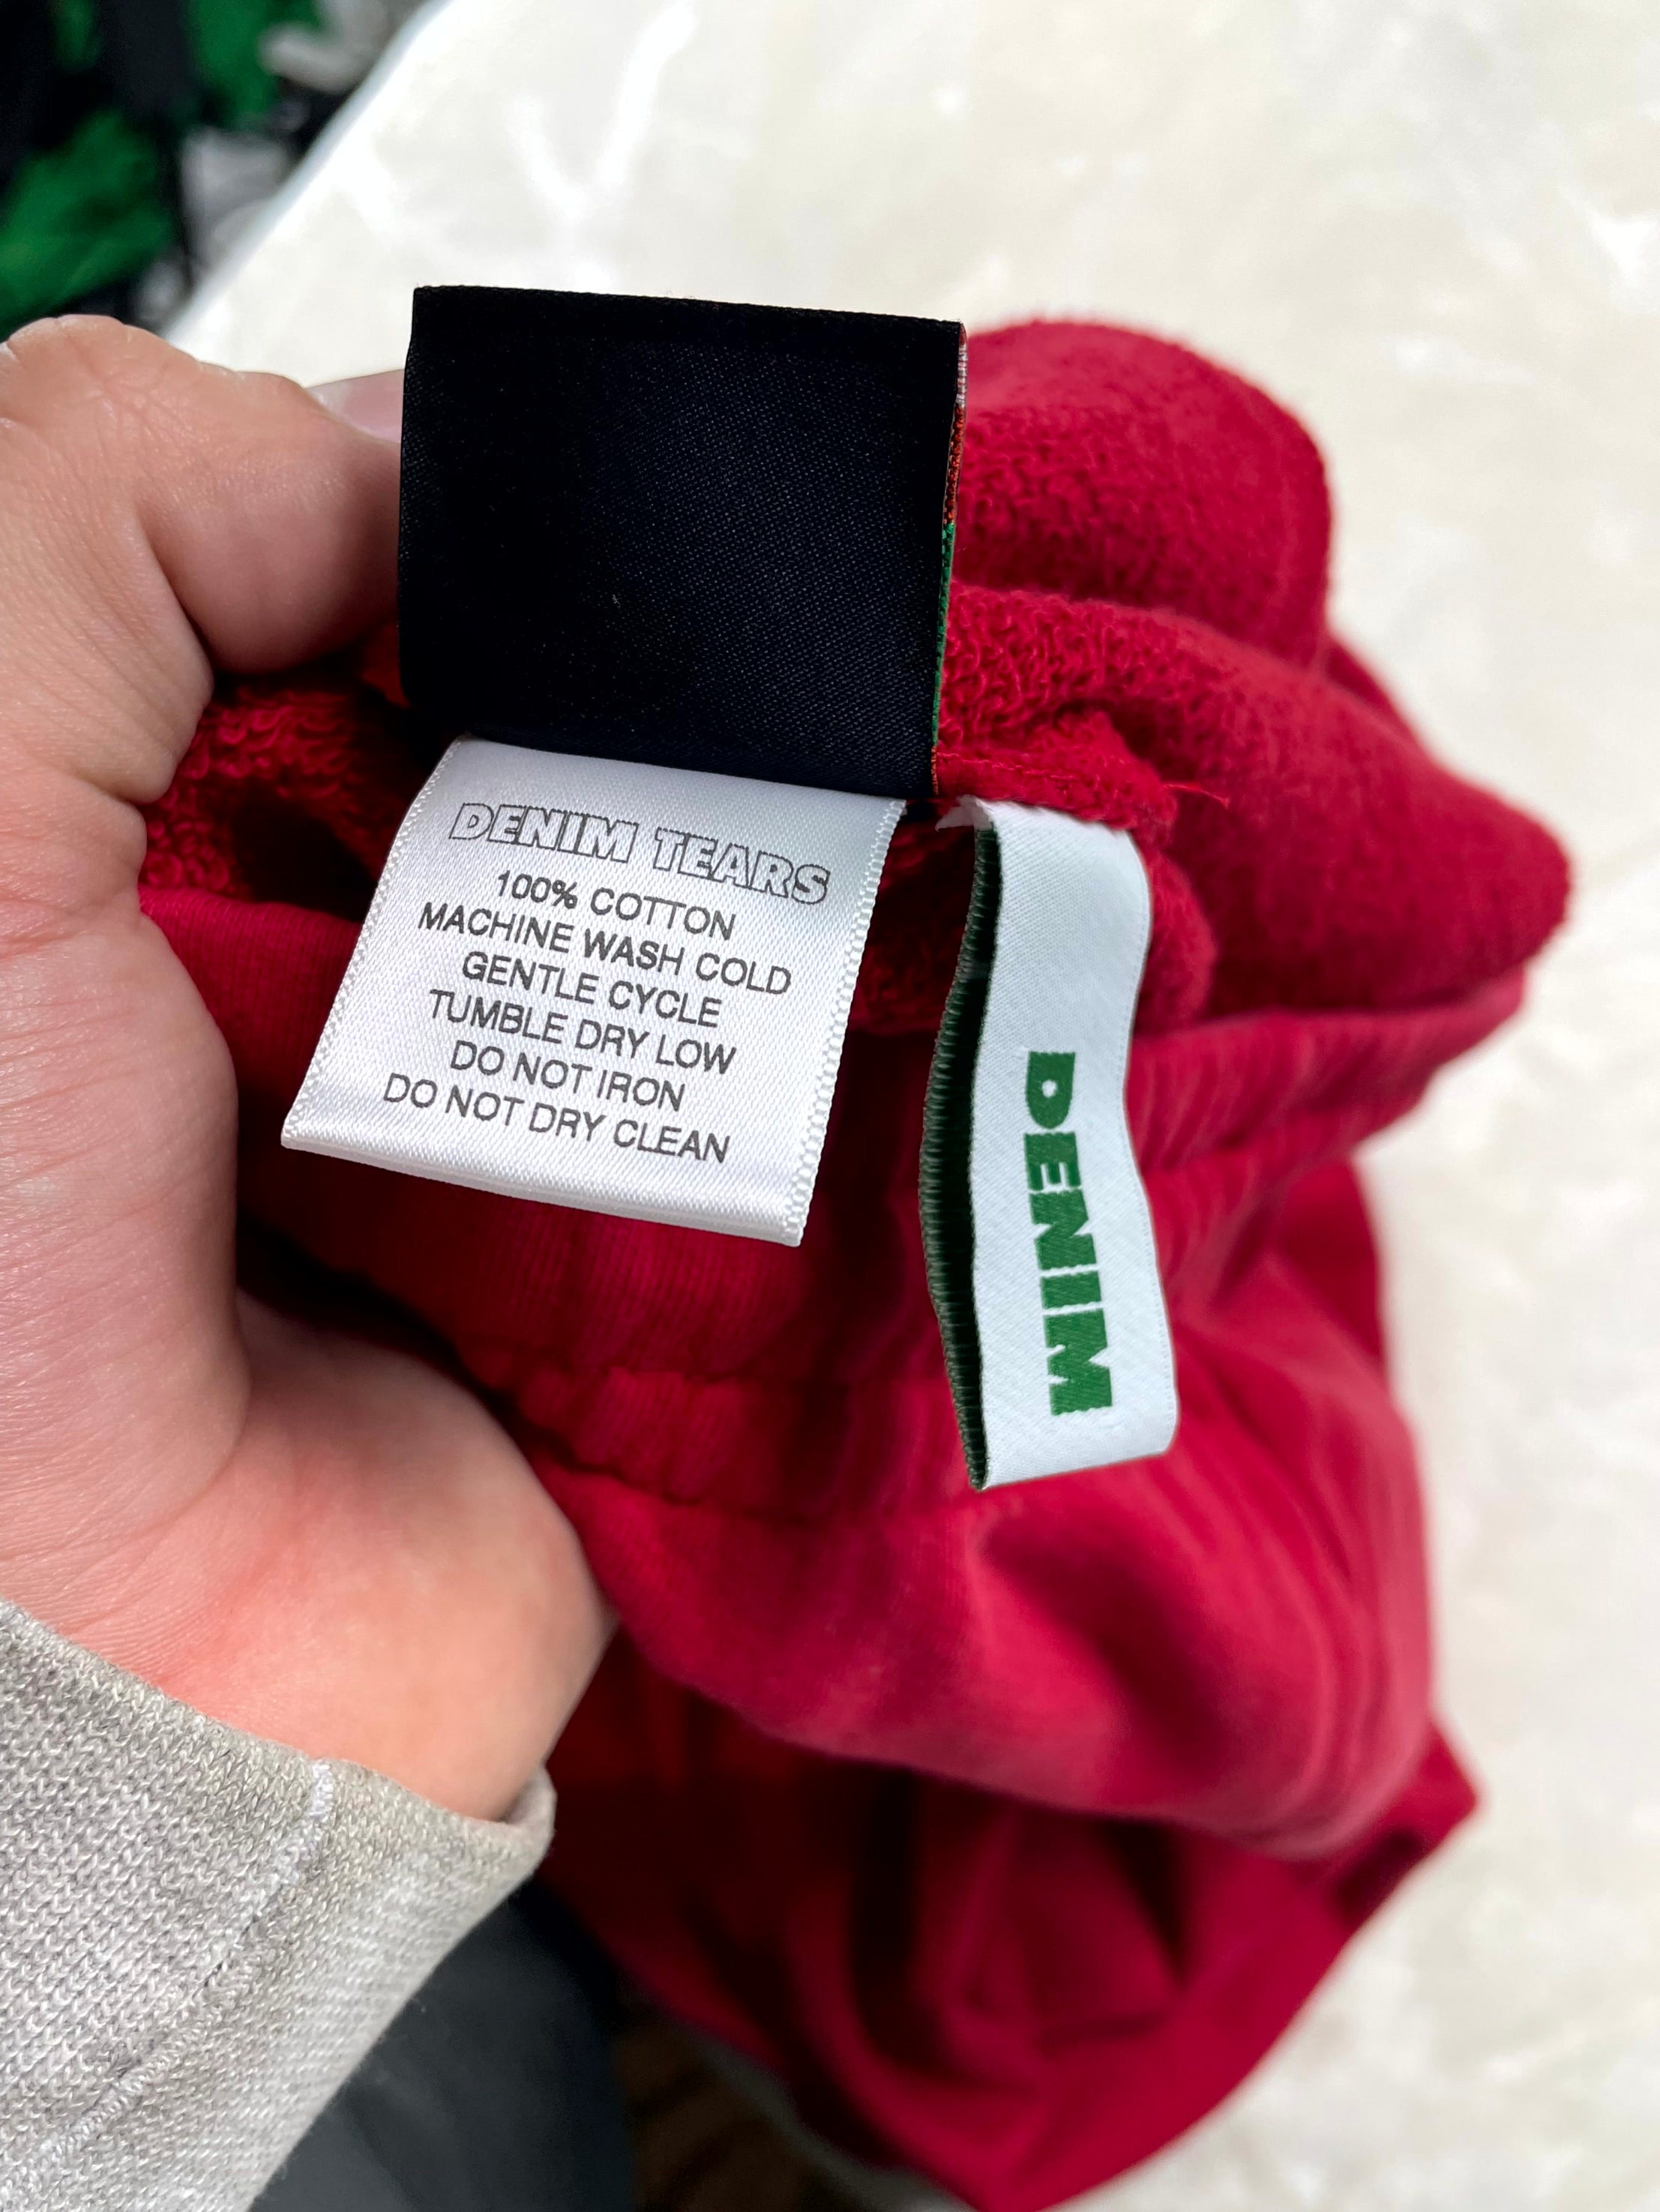 DENIM TEARS
100% COTTON
MACHINE WASH COLD
GENTLE CYCLE
TUMBLE DRY LOW
DO NOT IRON
DO NOT DRY CLEAN
DENIM